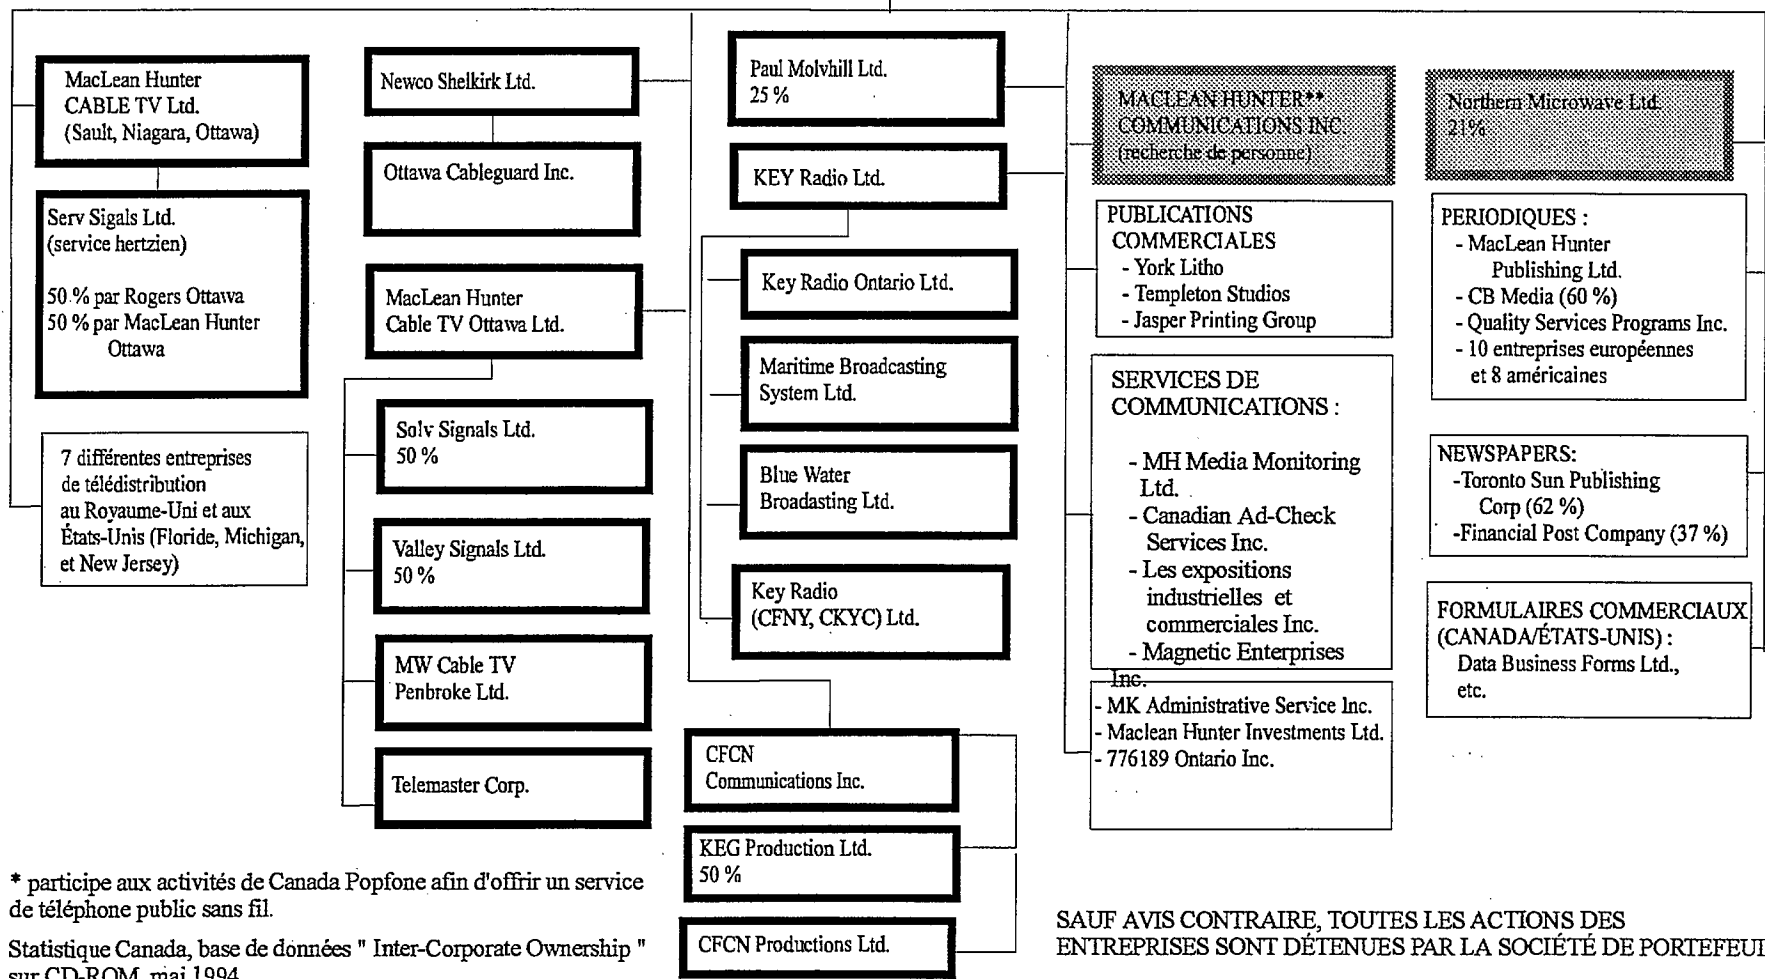 MacLean Hunter
CABLE TV Ltd.
(Sault, Niagara, Ottawa)
Serv Sigals Ltd.
(service hertzien)
50 % par Rogers Ottawa
50 % par MacLean Hunter
Ottawa
7 différentes entreprises
de télédistribution
au Royaume-Uni et aux
États-Unis (Floride, Michigan,
et New Jersey)
Newco Shelkirk Ltd.
Ottawa Cableguard Inc.
MacLean Hunter
Cable TV Ottawa Ltd.
Solv Signals Ltd.
50 %
Valley Signals Ltd.
50 %
MW Cable TV
Penbroke Ltd.
Telemaster Corp.
Paul Molvhill Ltd.
25 %
KEY Radio Ltd.
Key Radio Ontario Ltd.
Maritime Broadcasting
System Ltd.
Blue Water
Broadasting Ltd.
Key Radio
(CFNY, CKYC) Ltd.
CFCN
Communications Inc.
KEG Production Ltd.
50 %
CFCN Productions Ltd.
MACLEAN HUNTER**
COMMUNICATIONS INC.
(recherche de personne)
PUBLICATIONS
COMMERCIALES
- York Litho
- Templeton Studios
- Jasper Printing Group
SERVICES DE
COMMUNICATIONS :
- MH Media Monitoring
Ltd.
- Canadian Ad-Check
Services Inc.
- Les expositions
industrielles et
commerciales Inc.
- Magnetic Enterprises
Inc.
- MK Administrative Service Inc.
- Maclean Hunter Investments Ltd.
- 776189 Ontario Inc.
Northern Microwave Ltd.
21%
PERIODIQUES :
- MacLean Hunter
Publishing Ltd.
- CB Media (60 %)
- Quality Services Programs Inc.
- 10 entreprises européennes
et 8 américaines
NEWSPAPERS:
-Toronto Sun Publishing
Corp (62 %)
-Financial Post Company (37 %)
FORMULAIRES COMMERCIAUX
(CANADA/ÉTATS-UNIS) :
Data Business Forms Ltd.,
etc.
* participe aux activités de Canada Popfone afin d'offrir un service
de téléphone public sans fil.
Statistique Canada, base de données " Inter-Corporate Ownership "
sur CD-ROM, mai 1994
SAUF AVIS CONTRAIRE, TOUTES LES ACTIONS DES
ENTREPRISES SONT DÉTENUES PAR LA SOCIÉTÉ DE PORTEFEUI